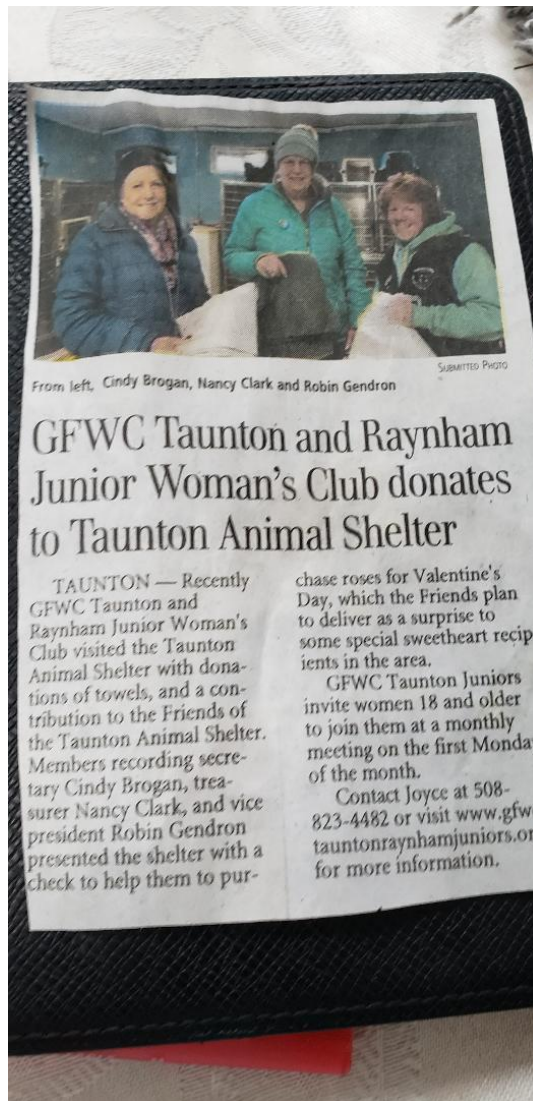 SUBMITTED PHOTO
From left, Cindy Brogan, Nancy Clark and Robin Gendron
GFWC Taunton and Raynham
Junior Woman's Club donates
to Taunton Animal Shelter
TAUNTON — Recently
GFWC Taunton and
Raynham Junior Woman's
Club visited the Taunton
Animal Shelter with dona-
tions of towels, and a con-
tribution to the Friends of
the Taunton Animal Shelter.
Members recording secre-
tary Cindy Brogan, trea-
surer Nancy Clark, and vice
president Robin Gendron
presented the shelter with a
check to help them to pur-
chase roses for Valentine's
Day, which the Friends plan
to deliver as a surprise to
some special sweetheart recip
ients in the area.
GFWC Taunton Juniors
invite women 18 and older
to join them at a monthly
meeting on the first Monda
of the month.
Contact Joyce at 508-
823-4482 or visit www.gfw
tauntonraynhamjuniors.or
for more information.